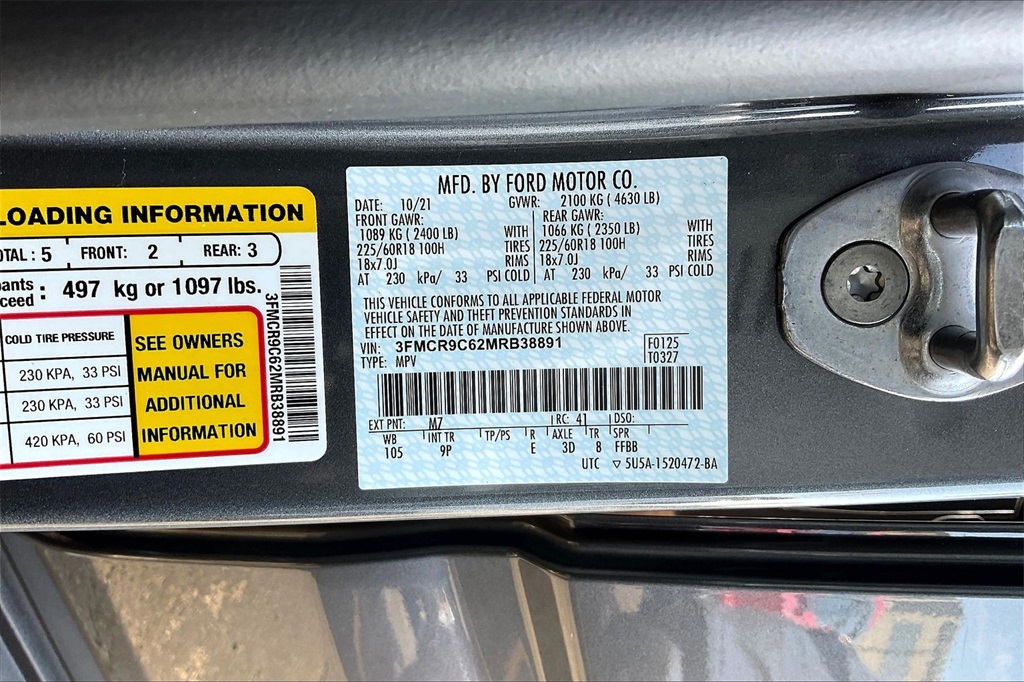 LOADING INFORMATION
TOTAL : 5 FRONT: 2 REAR: 3
497 kg or 1097 lbs.
COLD TIRE PRESSURE
230 KPA, 33 PSI
230 KPA, 33 PSI
420 KPA, 60 PSI
SEE OWNERS
MANUAL FOR
ADDITIONAL
INFORMATION
3FMCR9C62MRB38891
MFD. BY FORD MOTOR CO.
DATE: 10/21 GVWR: 2100 KG ( 4630 LB)
FRONT GAWR: REAR GAWR:
1089 KG ( 2400 LB) WITH 1066 KG ( 2350 LB) WITH
225/60R18 100H TIRES 225/60R18 100H TIRES
18x7.0J RIMS 18x7.0J RIMS
AT 230 kPa/ 33 PSI COLD AT 230 kPa/ 33 PSI COLD
THIS VEHICLE CONFORMS TO ALL APPLICABLE FEDERAL MOTOR
VEHICLE SAFETY AND THEFT PREVENTION STANDARDS IN
EFFECT ON THE DATE OF MANUFACTURE SHOWN ABOVE.
VIN: 3FMCR9C62MRB38891 F0125
TYPE: MPV T0327
EXT PNT: M7 RC: 41 DSO:
WB INT TR TP/PS R AXLE TR SPR
105 9P E 3D 8 FFBB
UTC ▽ 5U5A-1520472-BA